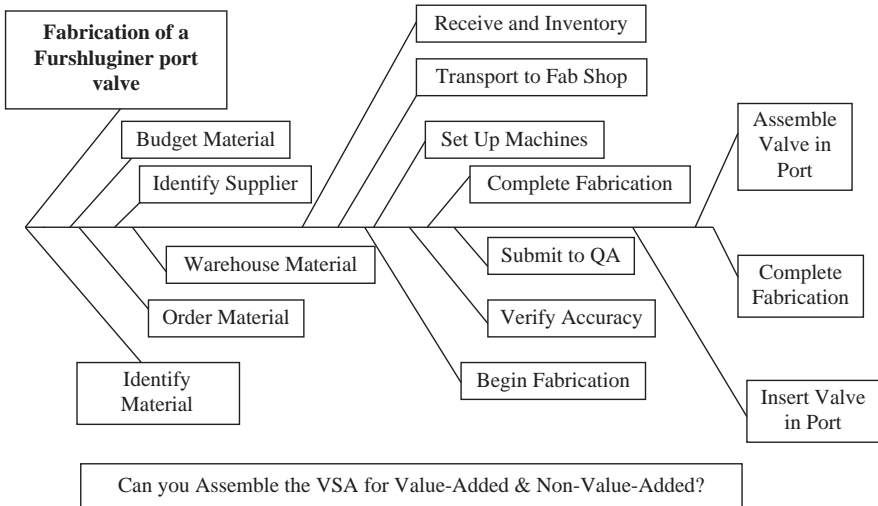 Fabrication of a
Furshluginer port
valve
Receive and Inventory
Transport to Fab Shop
Budget Material
Set Up Machines
Assemble
Valve in
Port
Identify Supplier
Complete Fabrication
Warehouse Material
Submit to QA
Complete
Fabrication
Order Material
Verify Accuracy
Identify
Material
Begin Fabrication
Insert Valve
in Port
Can you Assemble the VSA for Value-Added & Non-Value-Added?